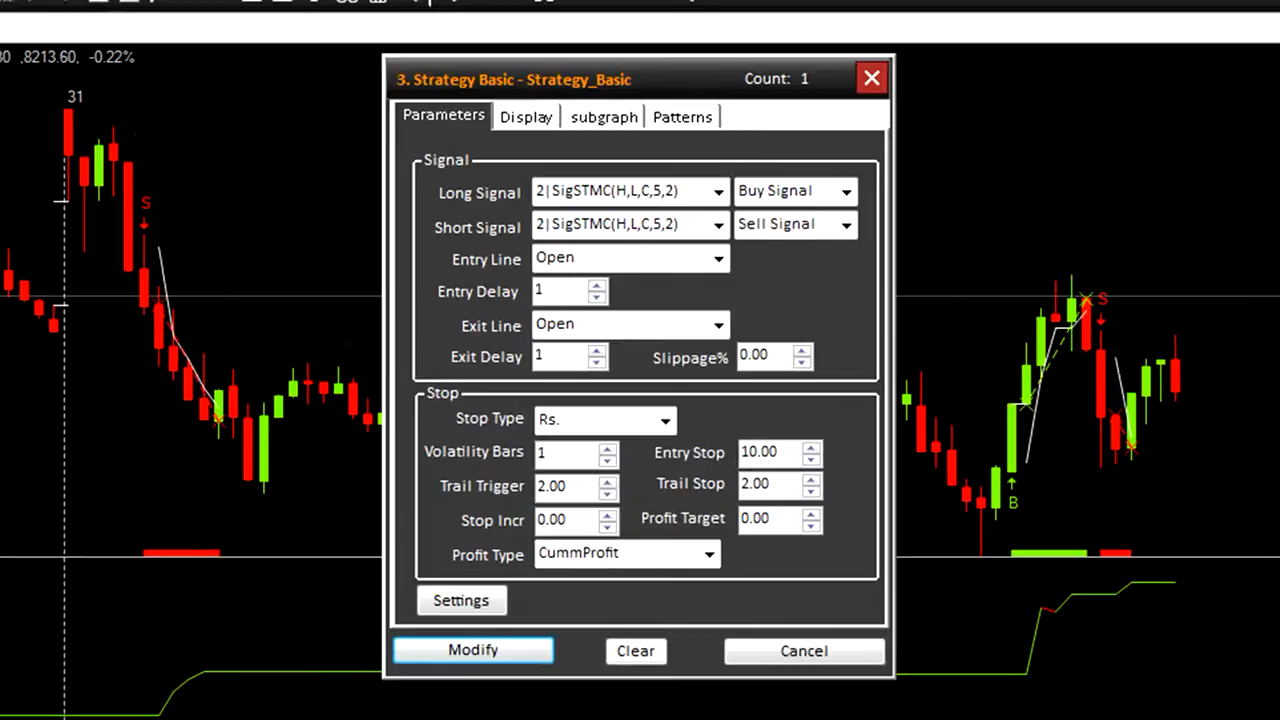 30 ,8213.60, -0.22%
31
3. Strategy Basic - Strategy_Basic Count: 1
Parameters Display subgraph Patterns
Signal
Long Signal 2| SigSTMC(H,L,C,5,2) Buy Signal
Short Signal 2| SigSTMC(H,L,C,5,2) Sell Signal
Entry Line Open
Entry Delay 1
Exit Line Open
Exit Delay 1 Slippage% 0.00
Stop
Stop Type Rs.
Volatility Bars 1 Entry Stop 10.00
Trail Trigger 2.00 Trail Stop 2.00
Stop Incr 0.00 Profit Target 0.00
Profit Type CummProfit
Settings
Modify Clear Cancel
S
S
B